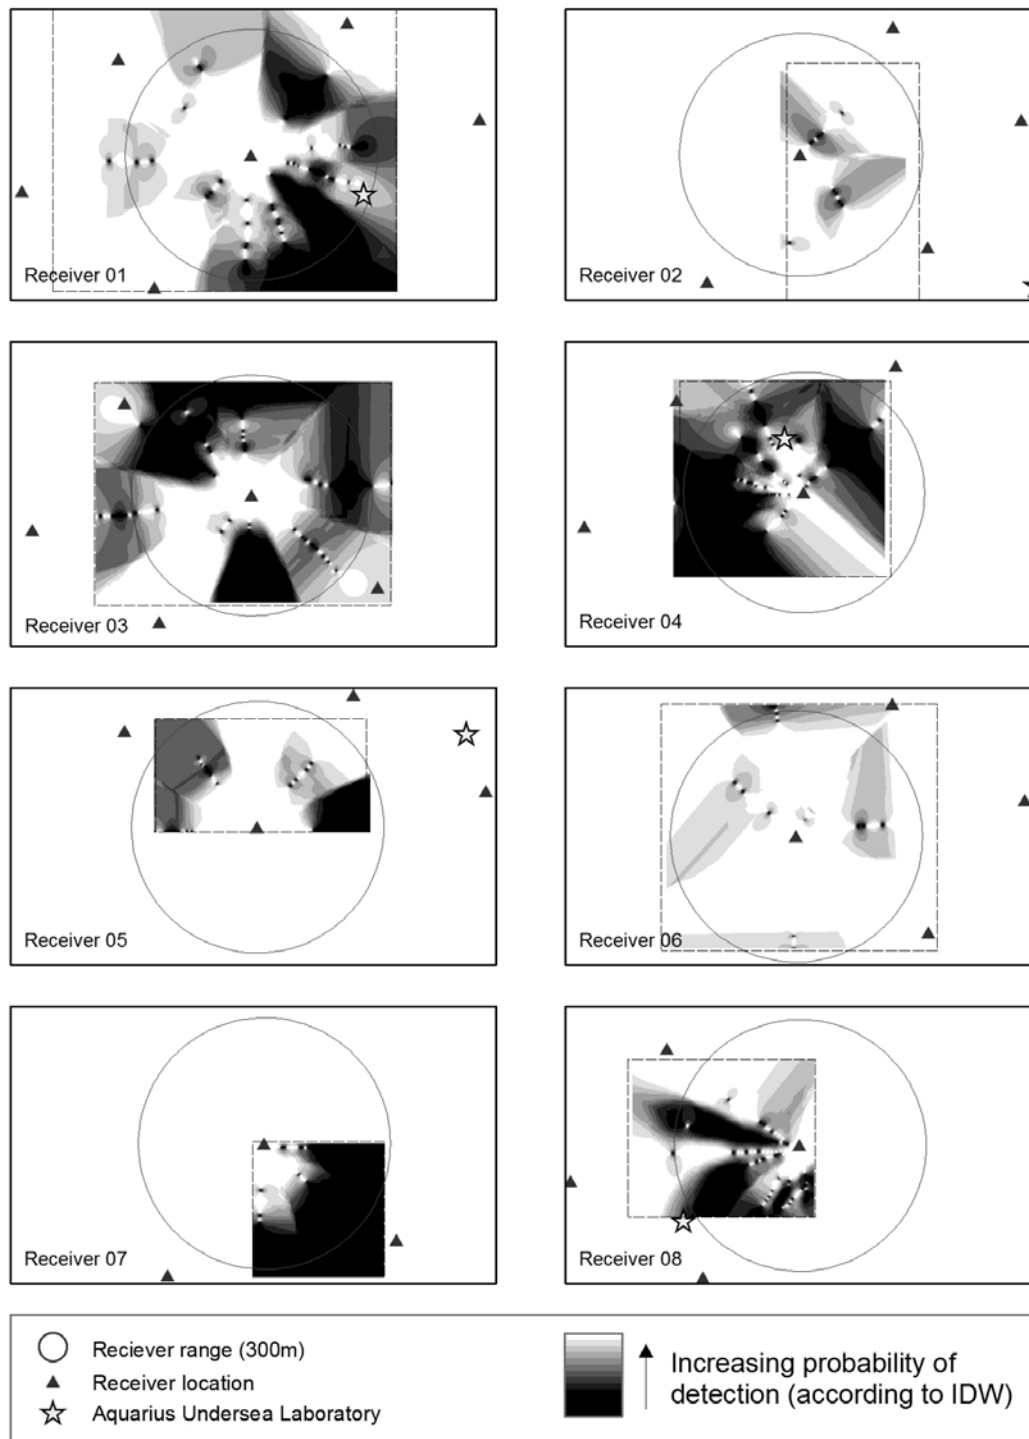 Receiver 01
Receiver 02
Receiver 03
Receiver 04
Receiver 05
Receiver 06
Receiver 07
Receiver 08
Reciever range (300m)
Receiver location
Aquarius Undersea Laboratory
Increasing probability of
detection (according to IDW)